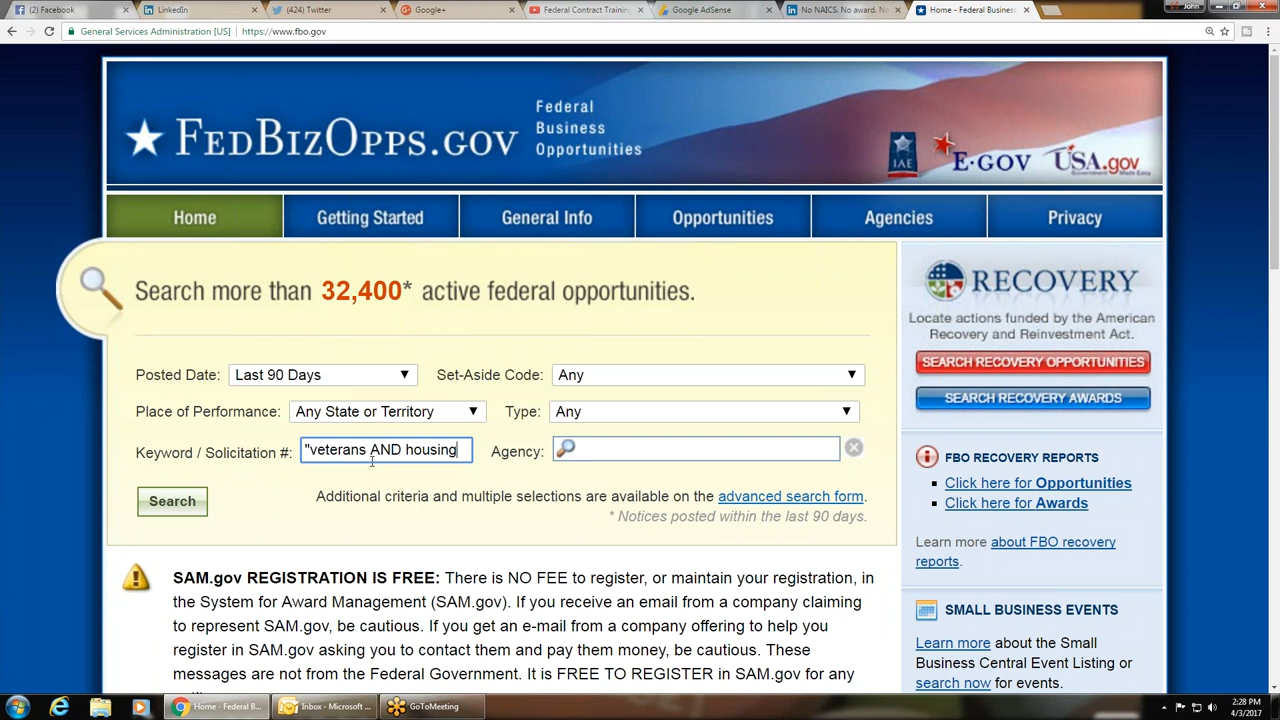 (2) Facebook
LinkedIn
(424) Twitter
Google+
Federal Contract Training
Google AdSense
No NAICS. No award. N
Home - Federal Business
John
General Services Administration [US] | https://www.fbo.gov
FEDBIZOPPS.GOV
Federal
Business
Opportunities
IAE
E-GOV
USA.gov
Government Made Easy
Home
Getting Started
General Info
Opportunities
Agencies
Privacy
Search more than 32,400* active federal opportunities.
Posted Date: Last 90 Days
Set-Aside Code: Any
Place of Performance: Any State or Territory
Type: Any
Keyword / Solicitation #: "veterans AND housing
Agency:
Search
Additional criteria and multiple selections are available on the advanced search form.
* Notices posted within the last 90 days.
SAM.gov REGISTRATION IS FREE: There is NO FEE to register, or maintain your registration, in
the System for Award Management (SAM.gov). If you receive an email from a company claiming
to represent SAM.gov, be cautious. If you get an e-mail from a company offering to help you
register in SAM.gov asking you to contact them and pay them money, be cautious. These
messages are not from the Federal Government. It is FREE TO REGISTER in SAM.gov for any
RECOVERY
Locate actions funded by the American
Recovery and Reinvestment Act.
SEARCH RECOVERY OPPORTUNITIES
SEARCH RECOVERY AWARDS
FBO RECOVERY REPORTS
Click here for Opportunities
Click here for Awards
Learn more about FBO recovery
reports.
SMALL BUSINESS EVENTS
Learn more about the Small
Business Central Event Listing or
search now for events.
Home - Federal B...
Inbox - Microsoft ...
GoToMeeting
2:28 PM
4/3/2017